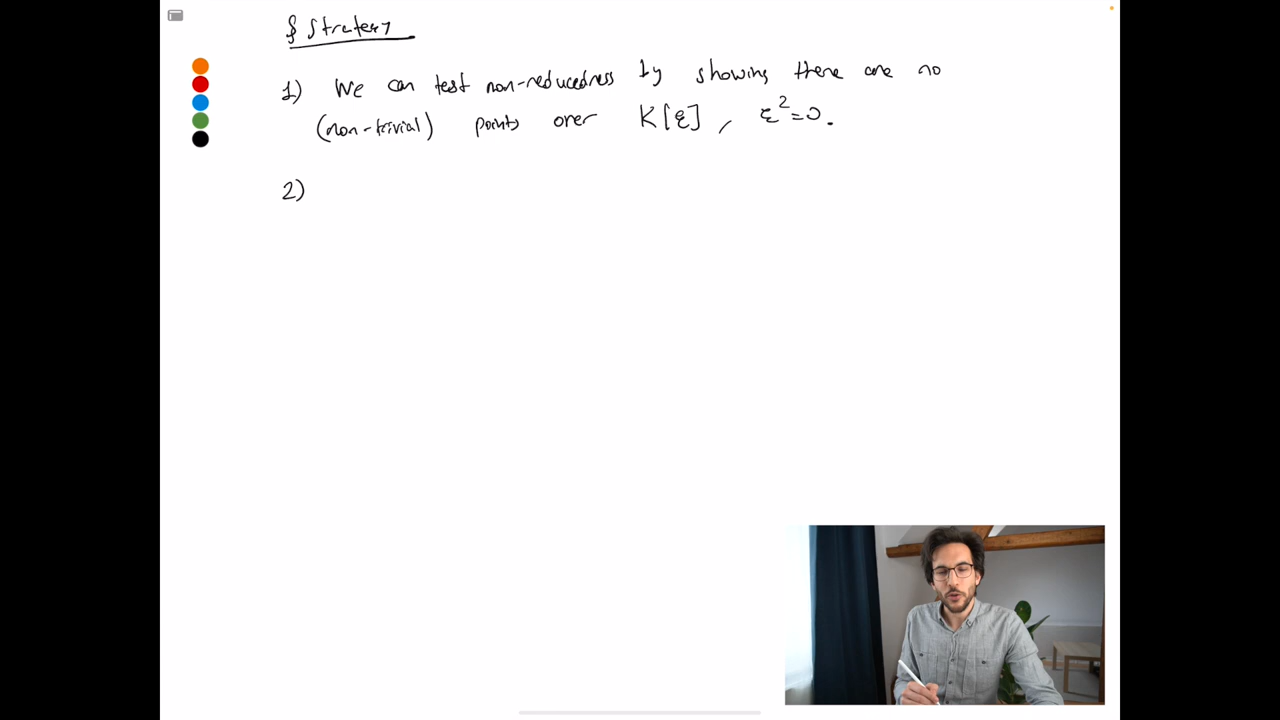 § Strategy
1) We can test non-reducedness by showing there are no
(non-trivial) points over K[ε], ε²=0.
2)